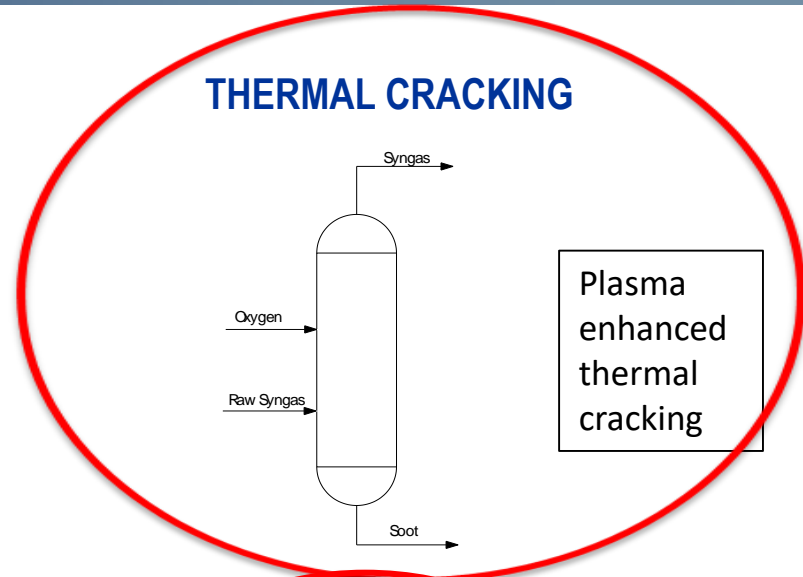 THERMAL CRACKING
Syngas
Oxygen
Raw Syngas
Soot
Plasma
enhanced
thermal
cracking